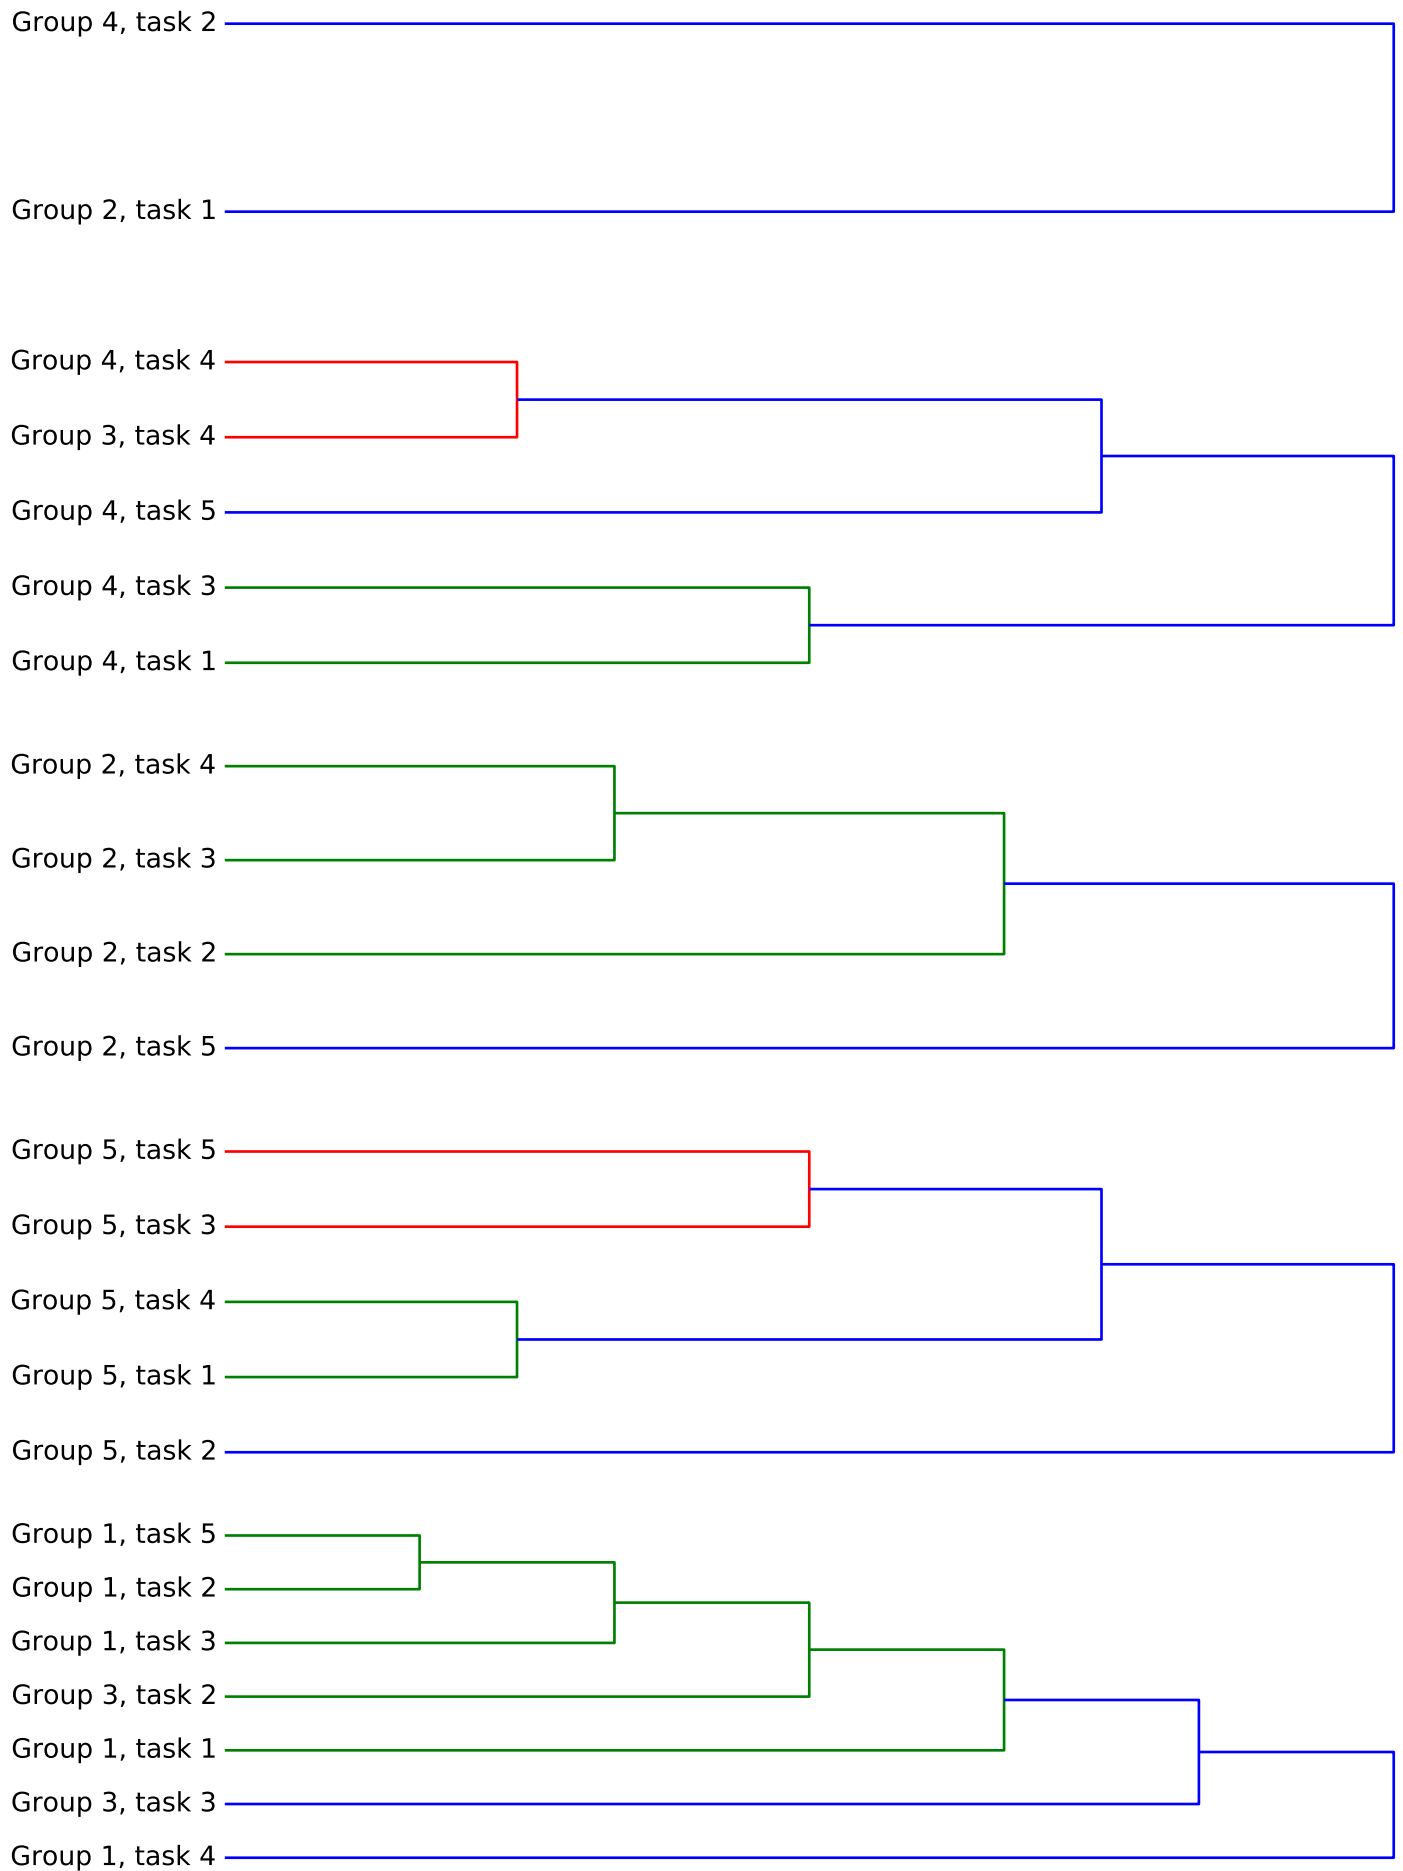 Group 4, task 2
Group 2, task 1
Group 4, task 4
Group 3, task 4
Group 4, task 5
Group 4, task 3
Group 4, task 1
Group 2, task 4
Group 2, task 3
Group 2, task 2
Group 2, task 5
Group 5, task 5
Group 5, task 3
Group 5, task 4
Group 5, task 1
Group 5, task 2
Group 1, task 5
Group 1, task 2
Group 1, task 3
Group 3, task 2
Group 1, task 1
Group 3, task 3
Group 1, task 4